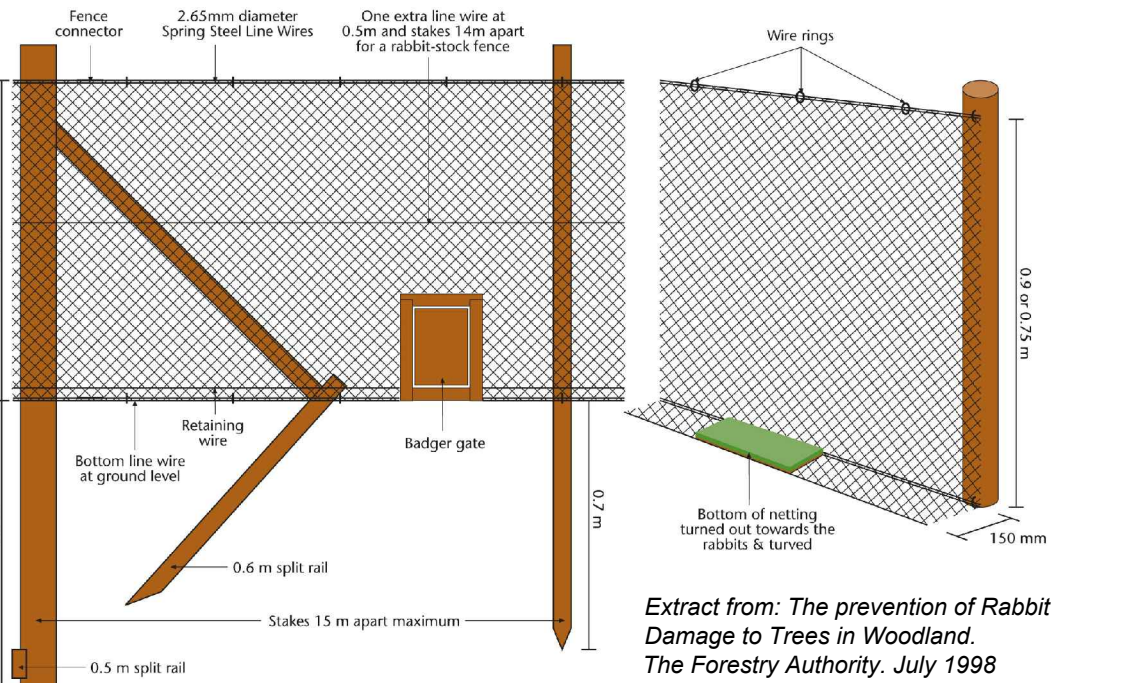 Fence
connector
2.65mm diameter
Spring Steel Line Wires
One extra line wire at
0.5m and stakes 14m apart
for a rabbit-stock fence
Wire rings
0.9 or 0.75 m
Retaining
wire
Badger gate
Bottom line wire
at ground level
0.7 m
Bottom of netting
turned out towards the
rabbits & turved
150 mm
0.6 m split rail
Stakes 15 m apart maximum
0.5 m split rail
Extract from: The prevention of Rabbit
Damage to Trees in Woodland.
The Forestry Authority. July 1998